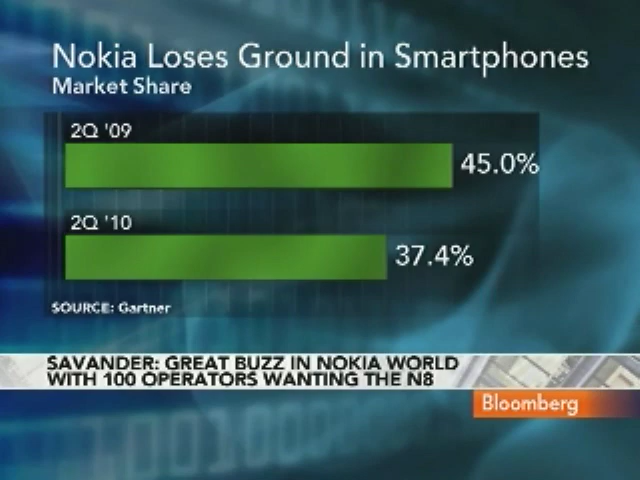 Nokia Loses Ground in Smartphones
Market Share
2Q '09
45.0%
2Q '10
37.4%
SOURCE: Gartner
SAVANDER: GREAT BUZZ IN NOKIA WORLD
WITH 100 OPERATORS WANTING THE N8
Bloomberg